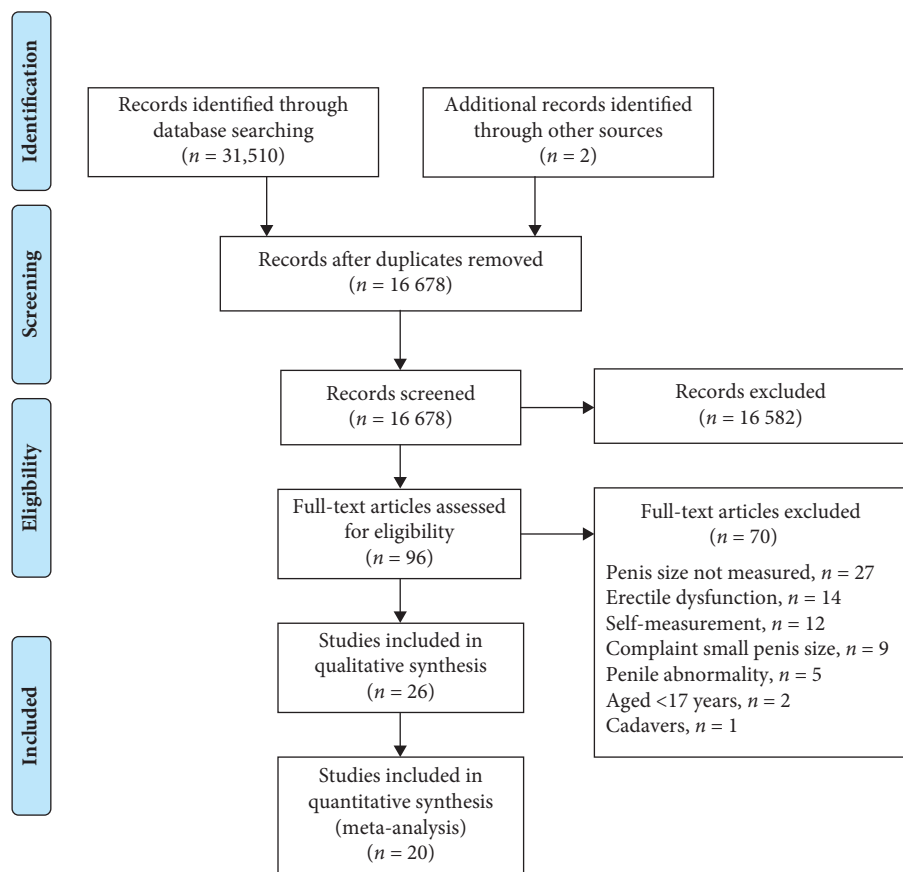 Identification
Records identified through
database searching
(n = 31,510)
Additional records identified
through other sources
(n = 2)
Screening
Records after duplicates removed
(n = 16 678)
Records screened
(n = 16 678)
Records excluded
(n = 16 582)
Eligibility
Full-text articles assessed
for eligibility
(n = 96)
Full-text articles excluded
(n = 70)
Penis size not measured, n = 27
Erectile dysfunction, n = 14
Self-measurement, n = 12
Complaint small penis size, n = 9
Penile abnormality, n = 5
Aged <17 years, n = 2
Cadavers, n = 1
Included
Studies included in
qualitative synthesis
(n = 26)
Studies included in
quantitative synthesis
(meta-analysis)
(n = 20)